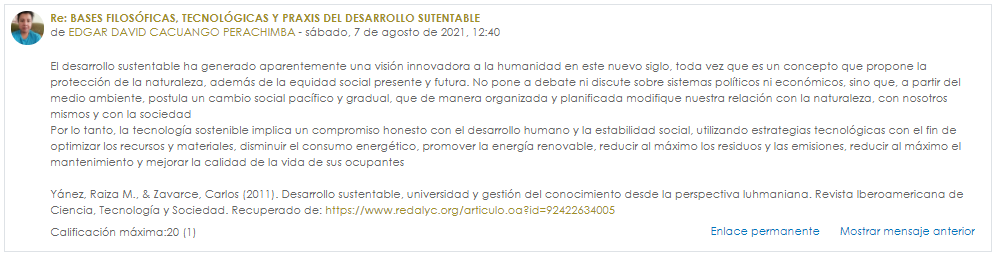 Re: BASES FILOSÓFICAS, TECNOLÓGICAS Y PRAXIS DEL DESARROLLO SUTENTABLE
de EDGAR DAVID CACUANGO PERACHIMBA - sábado, 7 de agosto de 2021, 12:40
El desarrollo sustentable ha generado aparentemente una visión innovadora a la humanidad en este nuevo siglo, toda vez que es un concepto que propone la
protección de la naturaleza, además de la equidad social presente y futura. No pone a debate ni discute sobre sistemas políticos ni económicos, sino que, a partir del
medio ambiente, postula un cambio social pacífico y gradual, que de manera organizada y planificada modifique nuestra relación con la naturaleza, con nosotros
mismos y con la sociedad
Por lo tanto, la tecnología sostenible implica un compromiso honesto con el desarrollo humano y la estabilidad social, utilizando estrategias tecnológicas con el fin de
optimizar los recursos y materiales, disminuir el consumo energético, promover la energía renovable, reducir al máximo los residuos y las emisiones, reducir al máximo el
mantenimiento y mejorar la calidad de la vida de sus ocupantes
Yánez, Raiza M., & Zavarce, Carlos (2011). Desarrollo sustentable, universidad y gestión del conocimiento desde la perspectiva luhmaniana. Revista Iberoamericana de
Ciencia, Tecnología y Sociedad. Recuperado de: https://www.redalyc.org/articulo.oa?id=92422634005
Calificación máxima:20 (1)
Enlace permanente Mostrar mensaje anterior